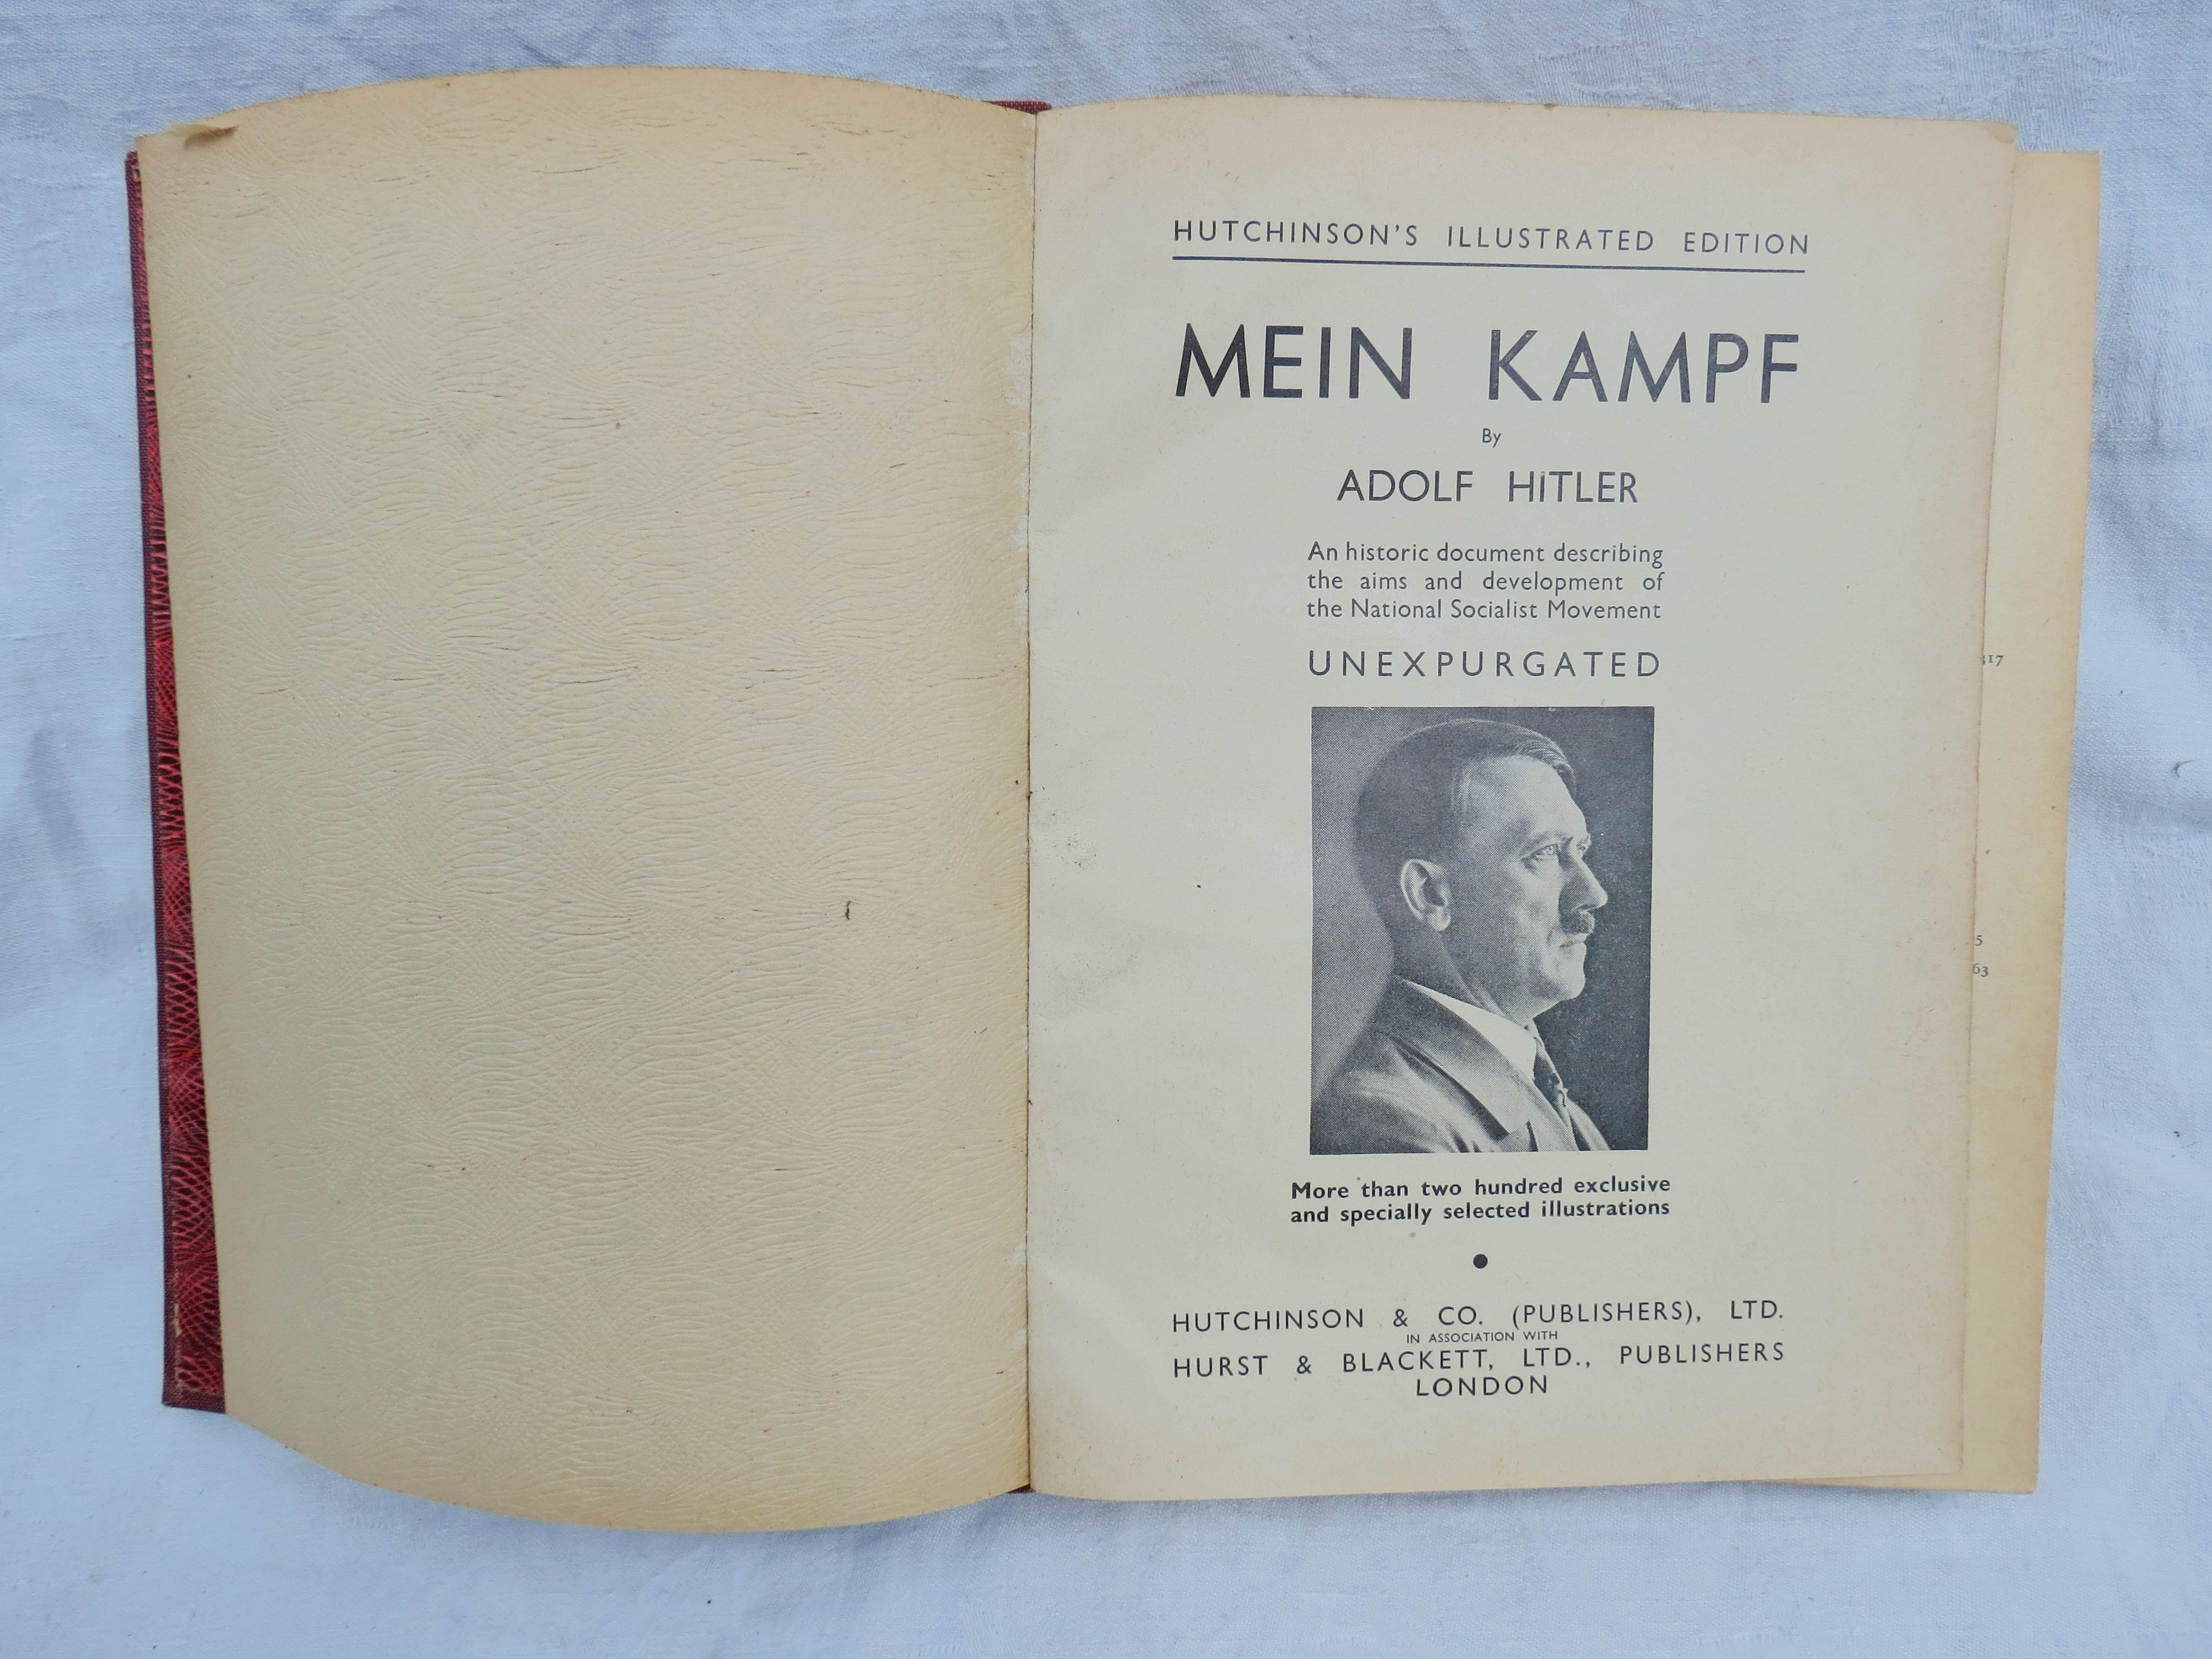 HUTCHINSON'S ILLUSTRATED EDITION
MEIN KAMPF
By
ADOLF HITLER
An historic document describing
the aims and development of
the National Socialist Movement
UNEXPURGATED
More than two hundred exclusive
and specially selected illustrations
HUTCHINSON & CO. (PUBLISHERS), LTD.
IN ASSOCIATION WITH
HURST & BLACKETT, LTD., PUBLISHERS
LONDON
5
63